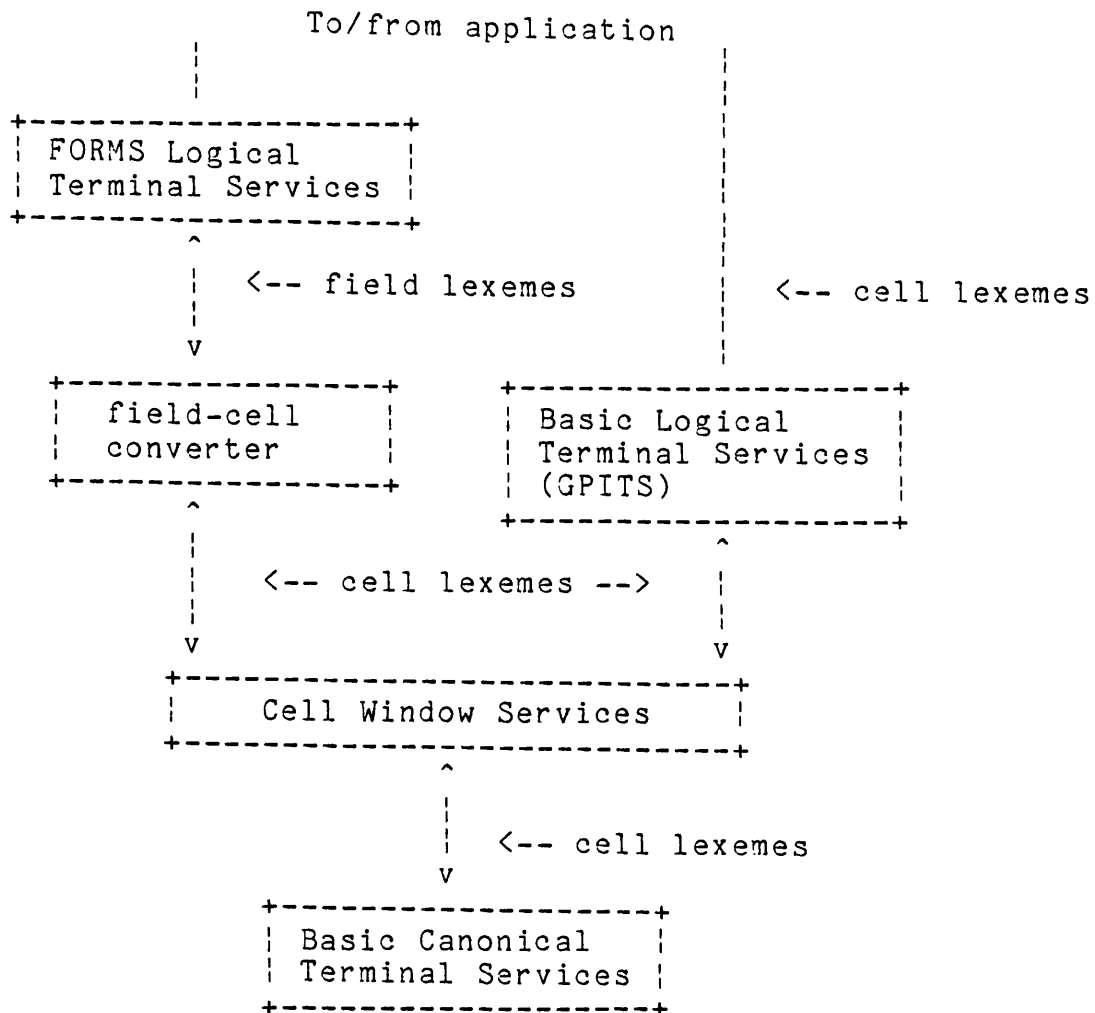 To/from application
FORMS Logical
Terminal Services
<-- field lexemes
<-- cell lexemes
field-cell
converter
Basic Logical
Terminal Services
(GPITS)
<-- cell lexemes -->
Cell Window Services
<-- cell lexemes
Basic Canonical
Terminal Services